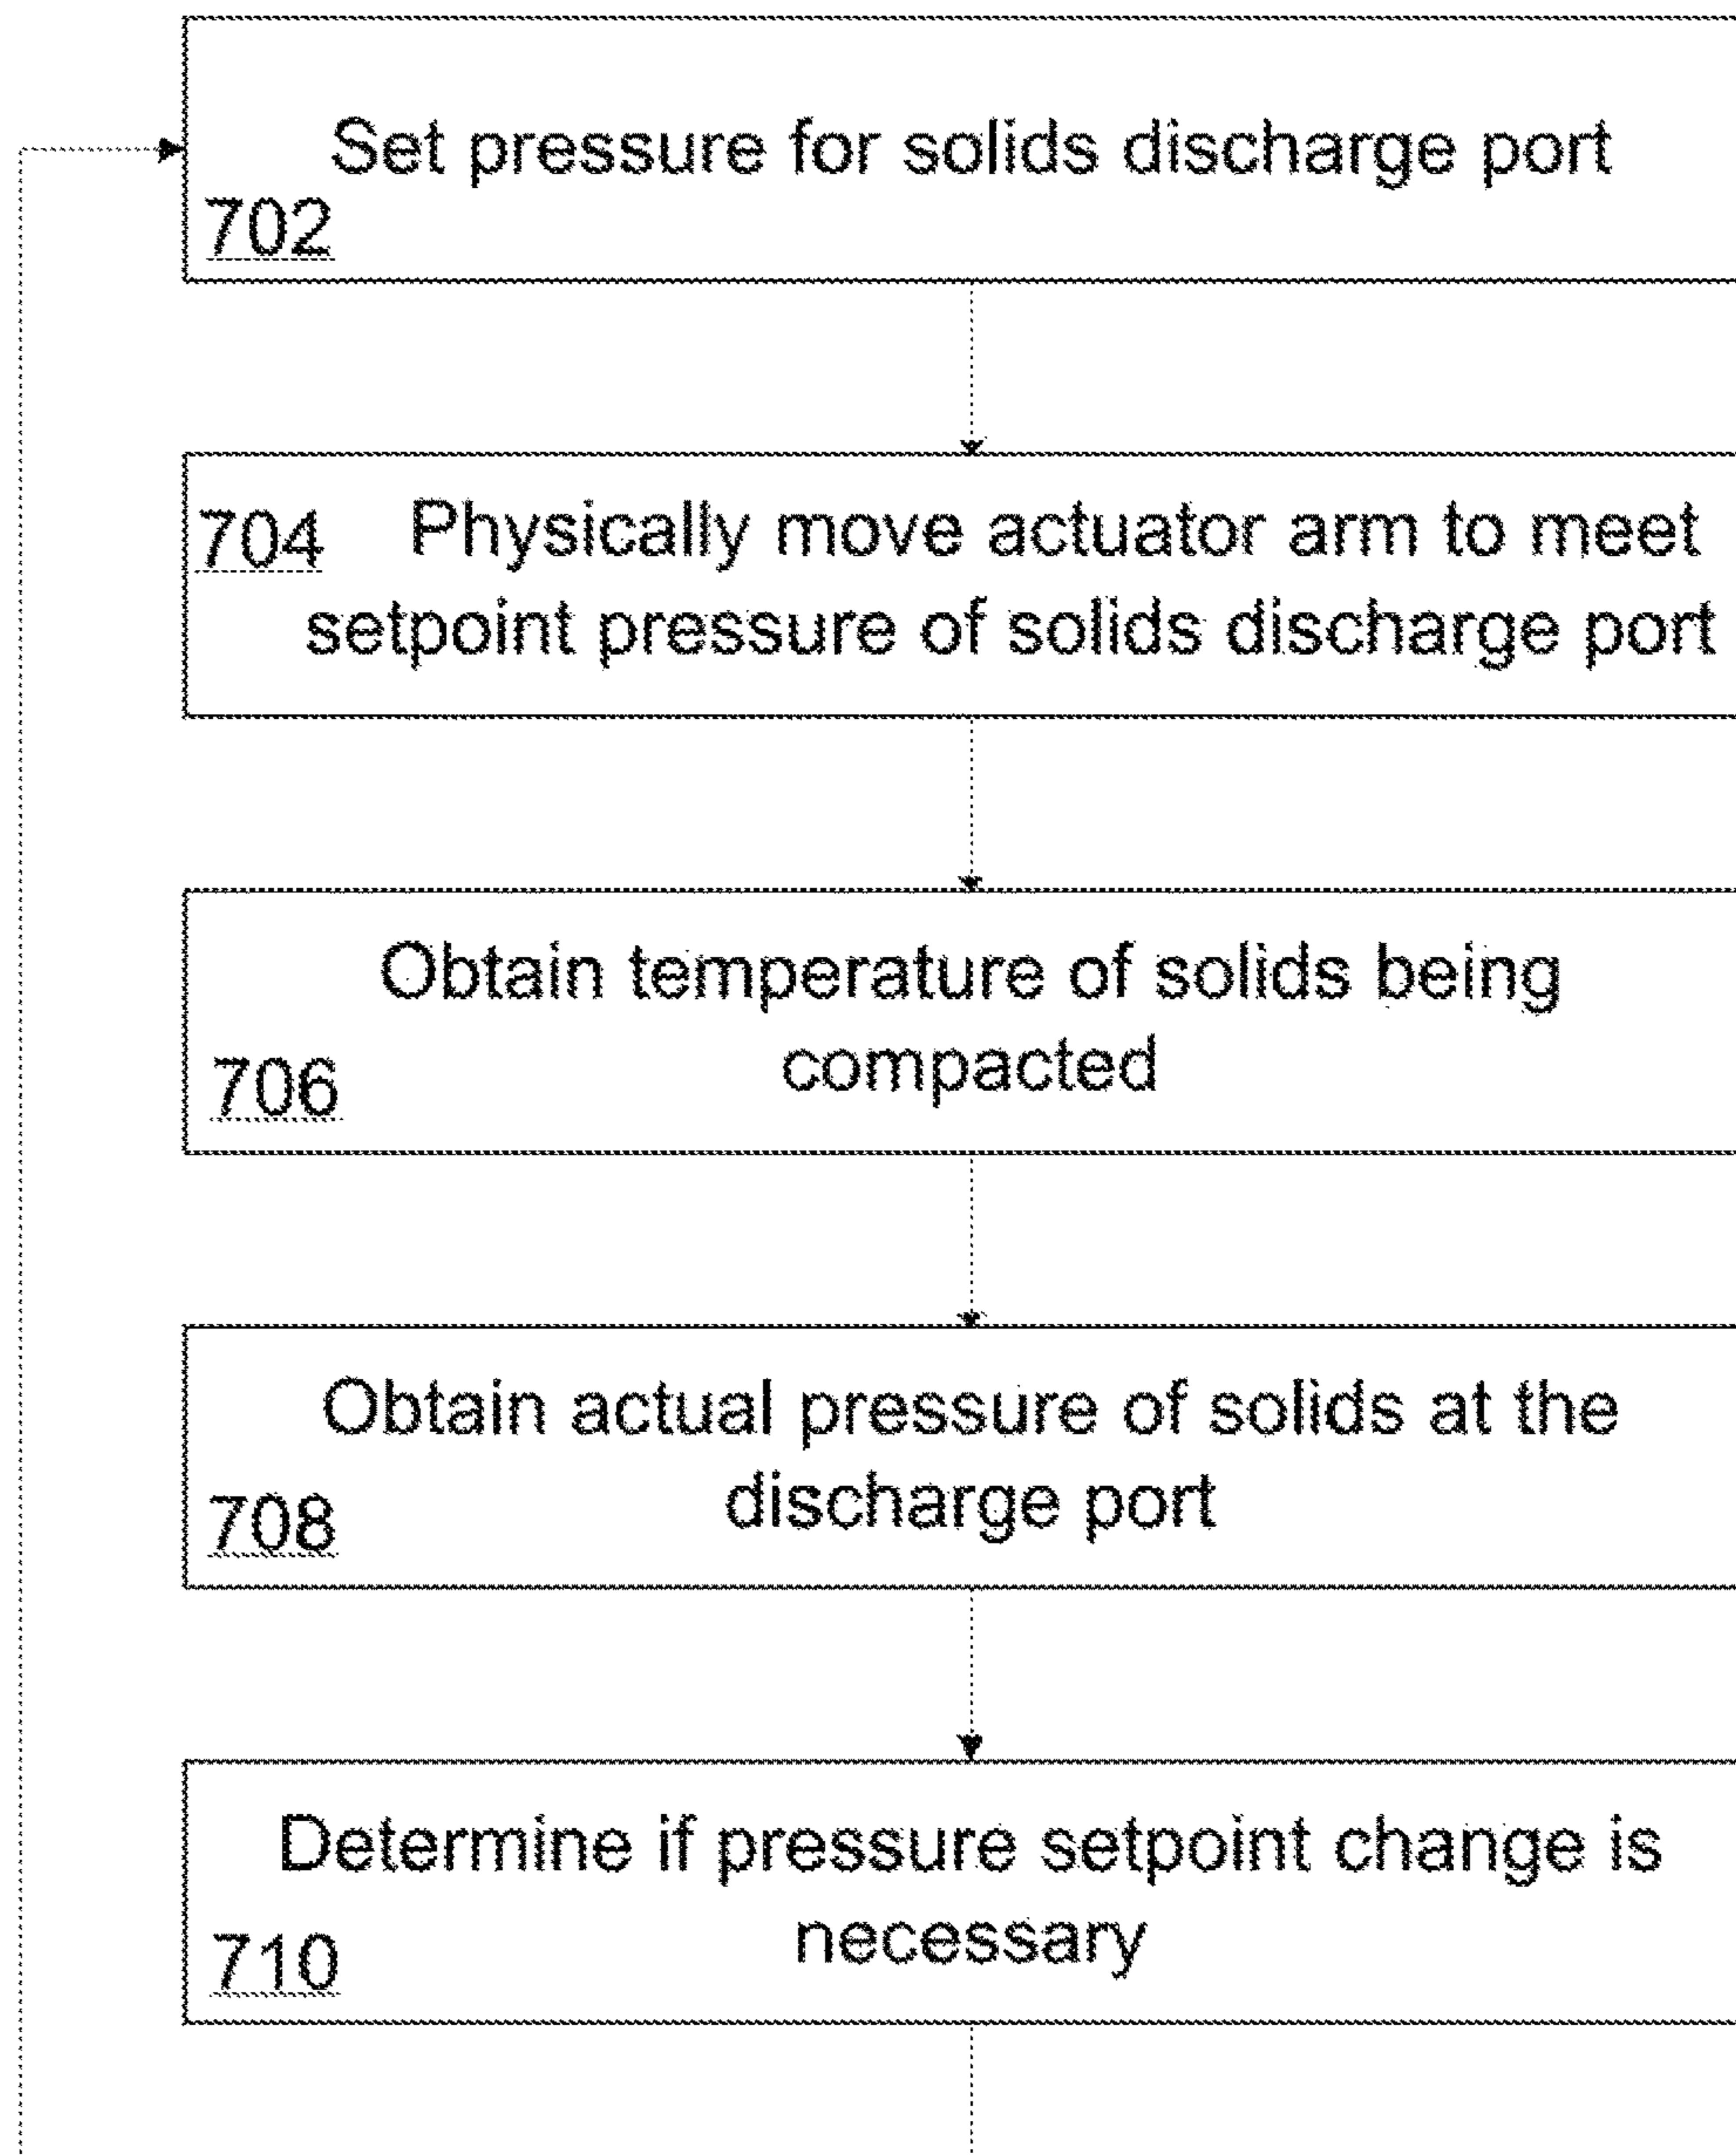 Set pressure for solids discharge port
702
704 Physically move actuator arm to meet
setpoint pressure of solids discharge port
Obtain temperature of solids being
compacted
706
Obtain actual pressure of solids at the
discharge port
708
Determine if pressure setpoint change is
necessary
710